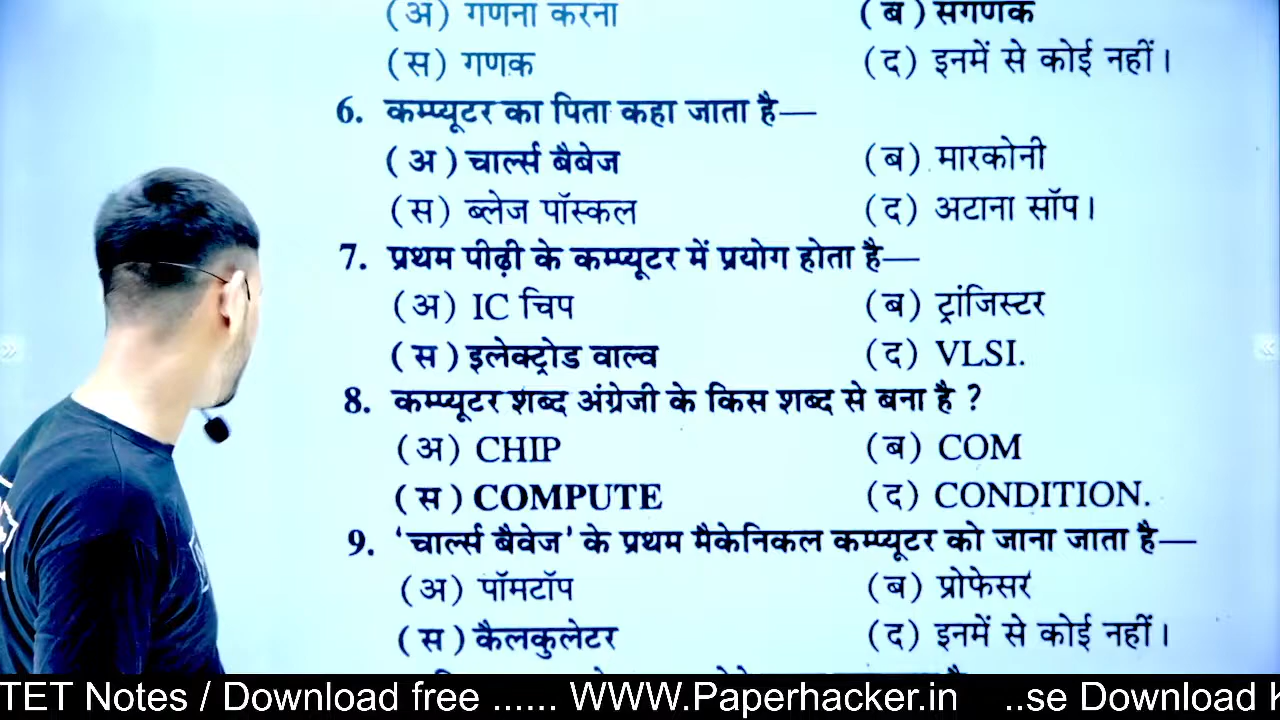 (अ) गणना करना (ब) संगणक
(स) गणक (द) इनमें से कोई नहीं।
6. कम्प्यूटर का पिता कहा जाता है—
(अ) चार्ल्स बैबेज (ब) मारकोनी
(स) ब्लेज पॉस्कल (द) अटाना सॉप।
7. प्रथम पीढ़ी के कम्प्यूटर में प्रयोग होता है—
(अ) IC चिप (ब) ट्रांजिस्टर
(स) इलेक्ट्रोड वाल्व (द) VLSI.
8. कम्प्यूटर शब्द अंग्रेजी के किस शब्द से बना है ?
(अ) CHIP (ब) COM
(स) COMPUTE (द) CONDITION.
9. ‘चार्ल्स बैवेज’ के प्रथम मैकेनिकल कम्प्यूटर को जाना जाता है—
(अ) पॉमटॉप (ब) प्रोफेसर
(स) कैलकुलेटर (द) इनमें से कोई नहीं।
TET Notes / Download free ...... WWW.Paperhacker.in ..se Download